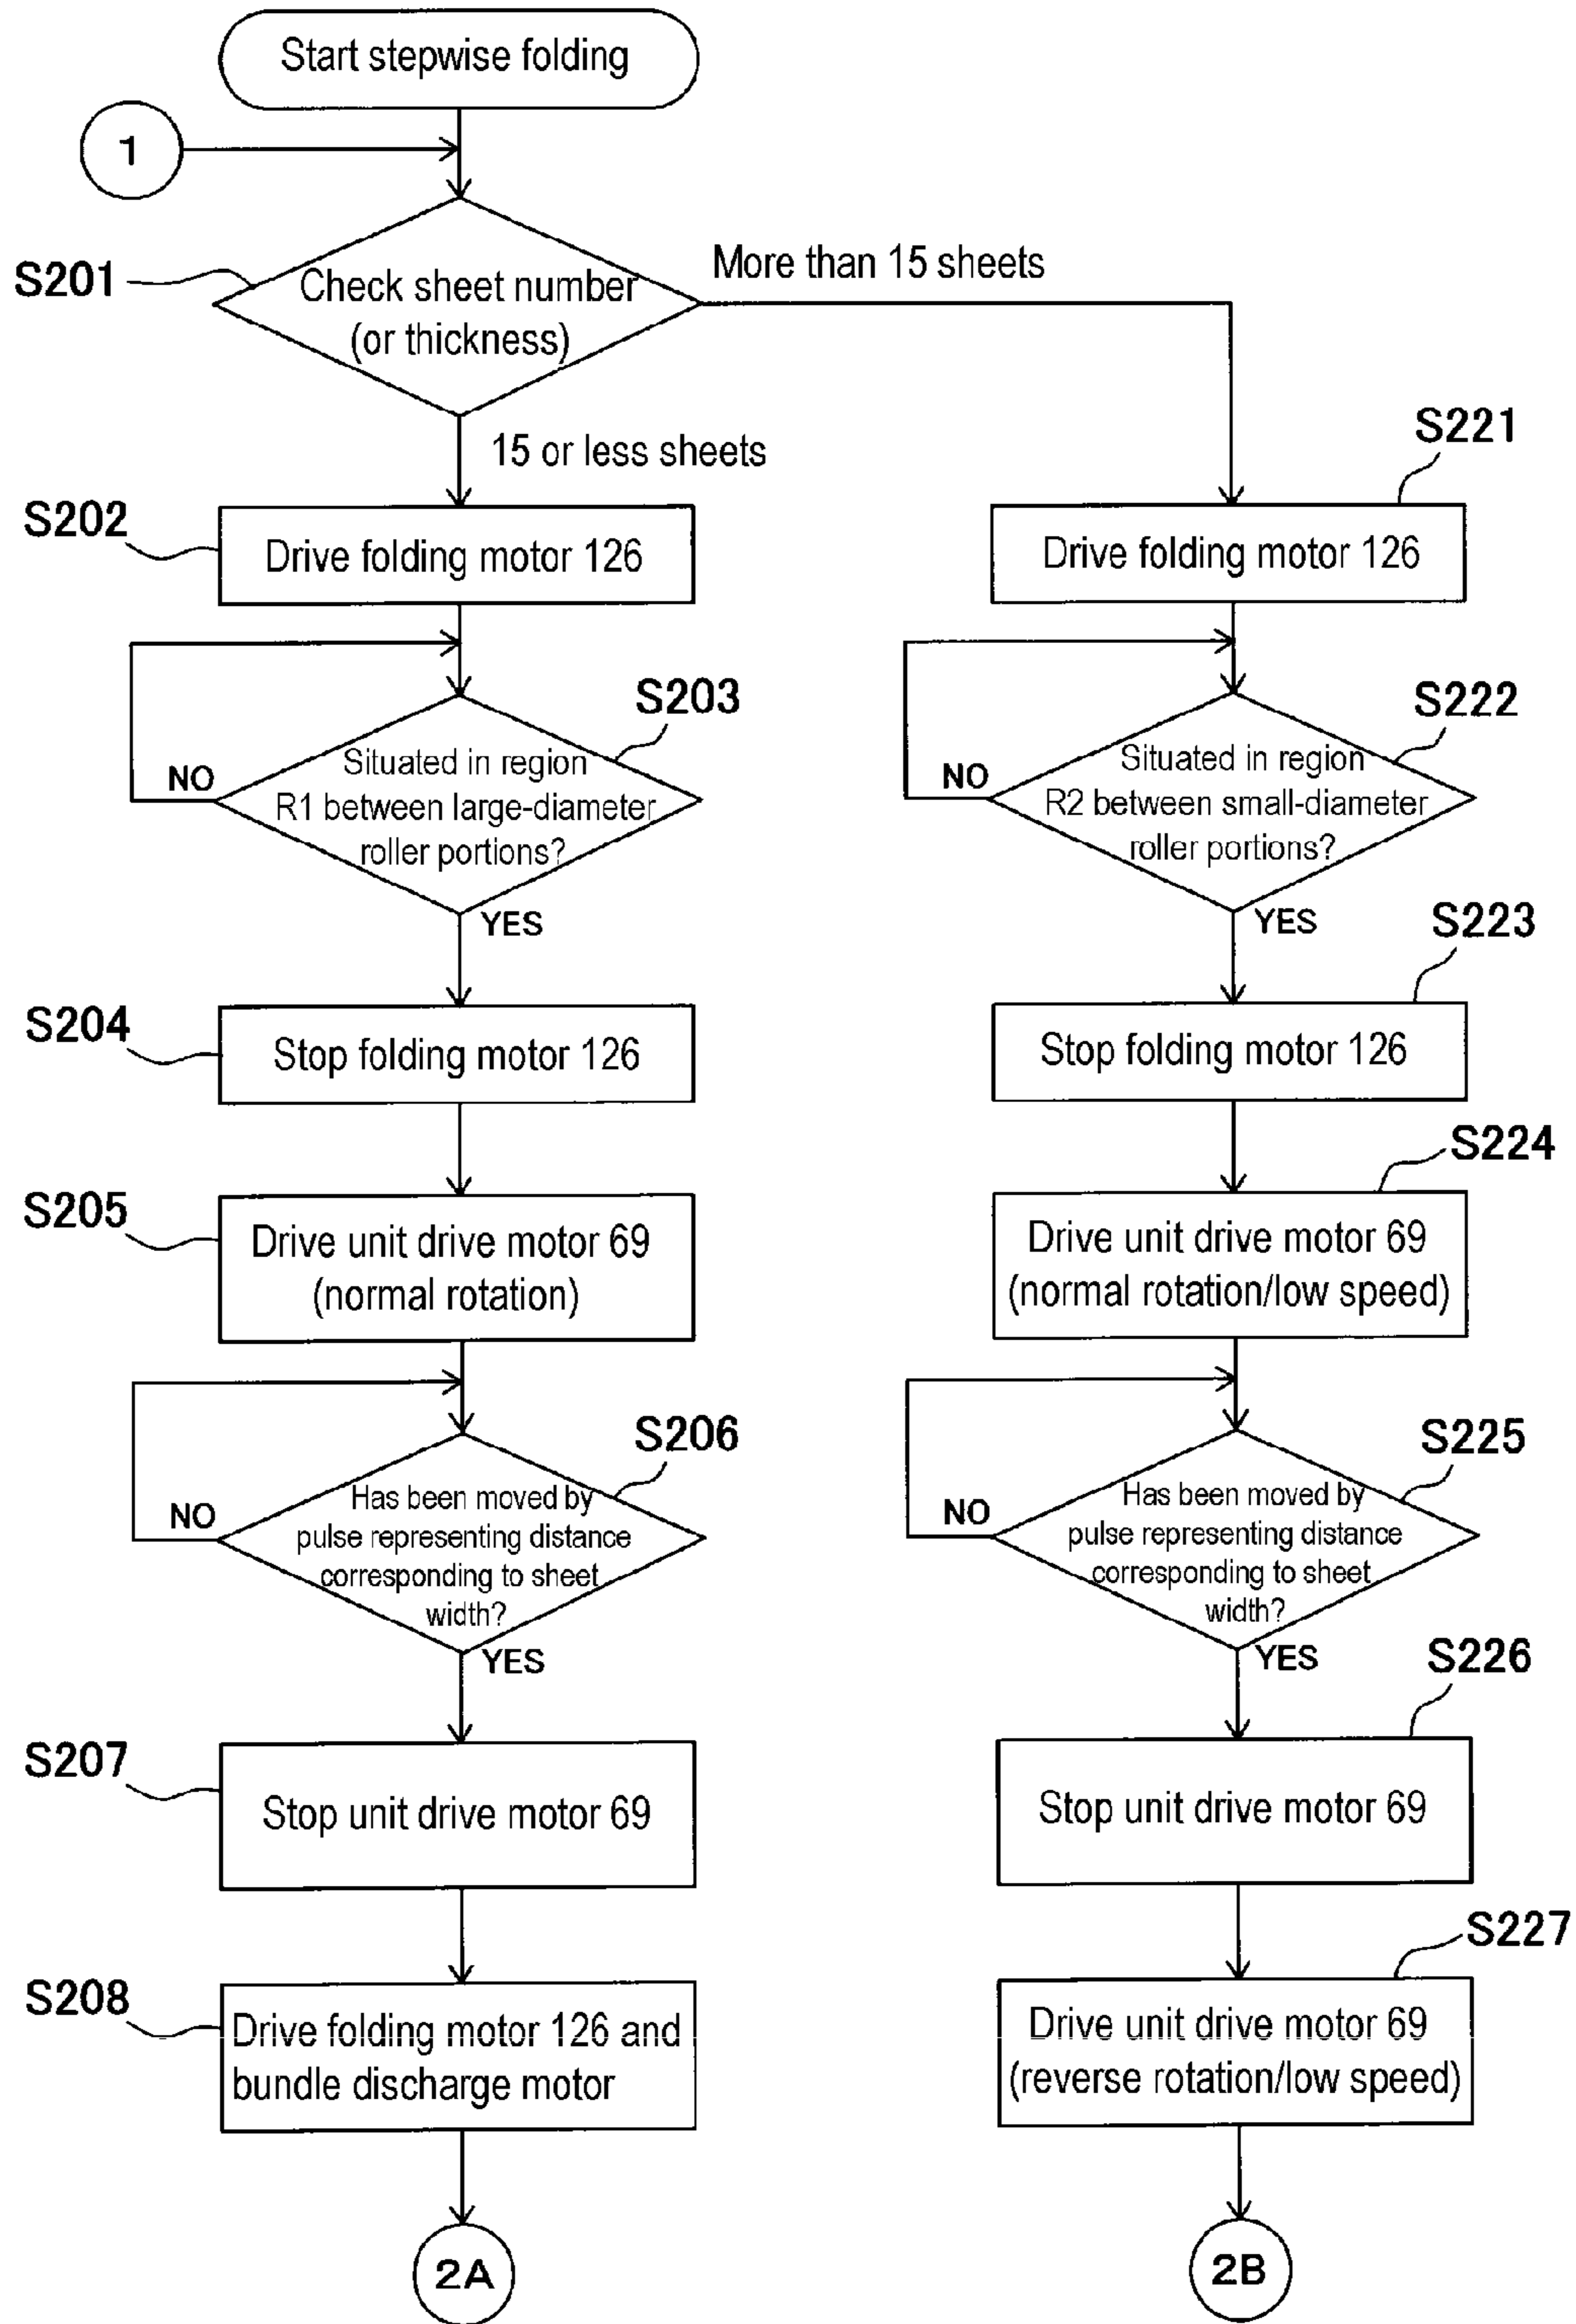 Start stepwise folding
1
S201
Check sheet number
(or thickness)
More than 15 sheets
15 or less sheets
S202
Drive folding motor 126
S221
Drive folding motor 126
S203
Situated in region
R1 between large-diameter
roller portions?
NO
YES
S222
Situated in region
R2 between small-diameter
roller portions?
NO
YES
S204
Stop folding motor 126
S223
Stop folding motor 126
S205
Drive unit drive motor 69
(normal rotation)
S224
Drive unit drive motor 69
(normal rotation/low speed)
S206
Has been moved by
pulse representing distance
corresponding to sheet
width?
NO
YES
S225
Has been moved by
pulse representing distance
corresponding to sheet
width?
NO
YES
S207
Stop unit drive motor 69
S226
Stop unit drive motor 69
S208
Drive folding motor 126 and
bundle discharge motor
S227
Drive unit drive motor 69
(reverse rotation/low speed)
2A
2B